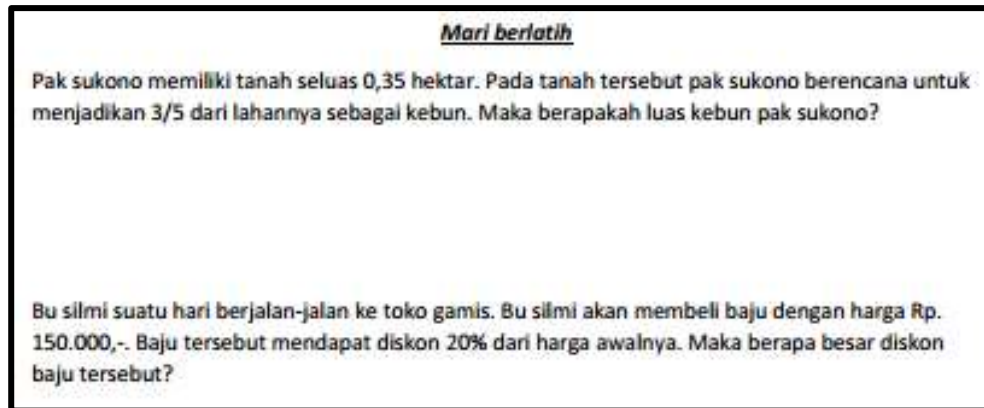 Mari berlatih
Pak sukono memiliki tanah seluas 0,35 hektar. Pada tanah tersebut pak sukono berencana untuk
menjadikan 3/5 dari lahannya sebagai kebun. Maka berapakah luas kebun pak sukono?
Bu silmi suatu hari berjalan-jalan ke toko gamis. Bu silmi akan membeli baju dengan harga Rp.
150.000,-. Baju tersebut mendapat diskon 20% dari harga awalnya. Maka berapa besar diskon
baju tersebut?